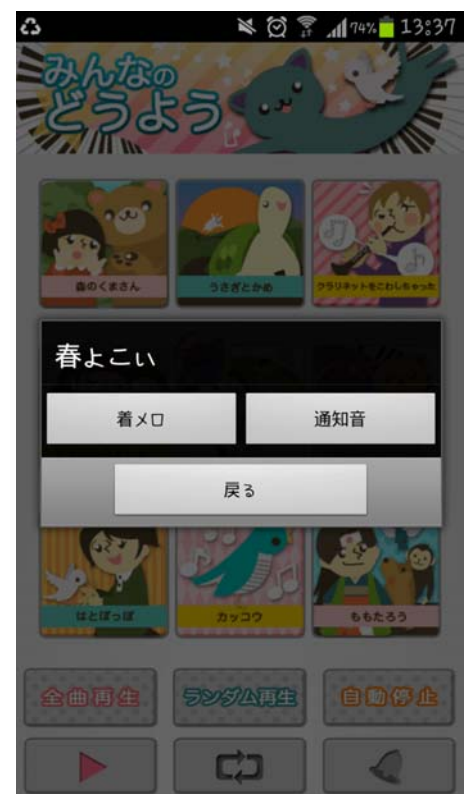 74% 13:37
みんなの
どうよう
森のくまさん
うさぎとかめ
クラリネットをこわしちゃった
春よこい
着メロ 通知音
戻る
はとぽっぽ
カッコウ
ももたろう
全曲再生 ランダム再生 自動停止